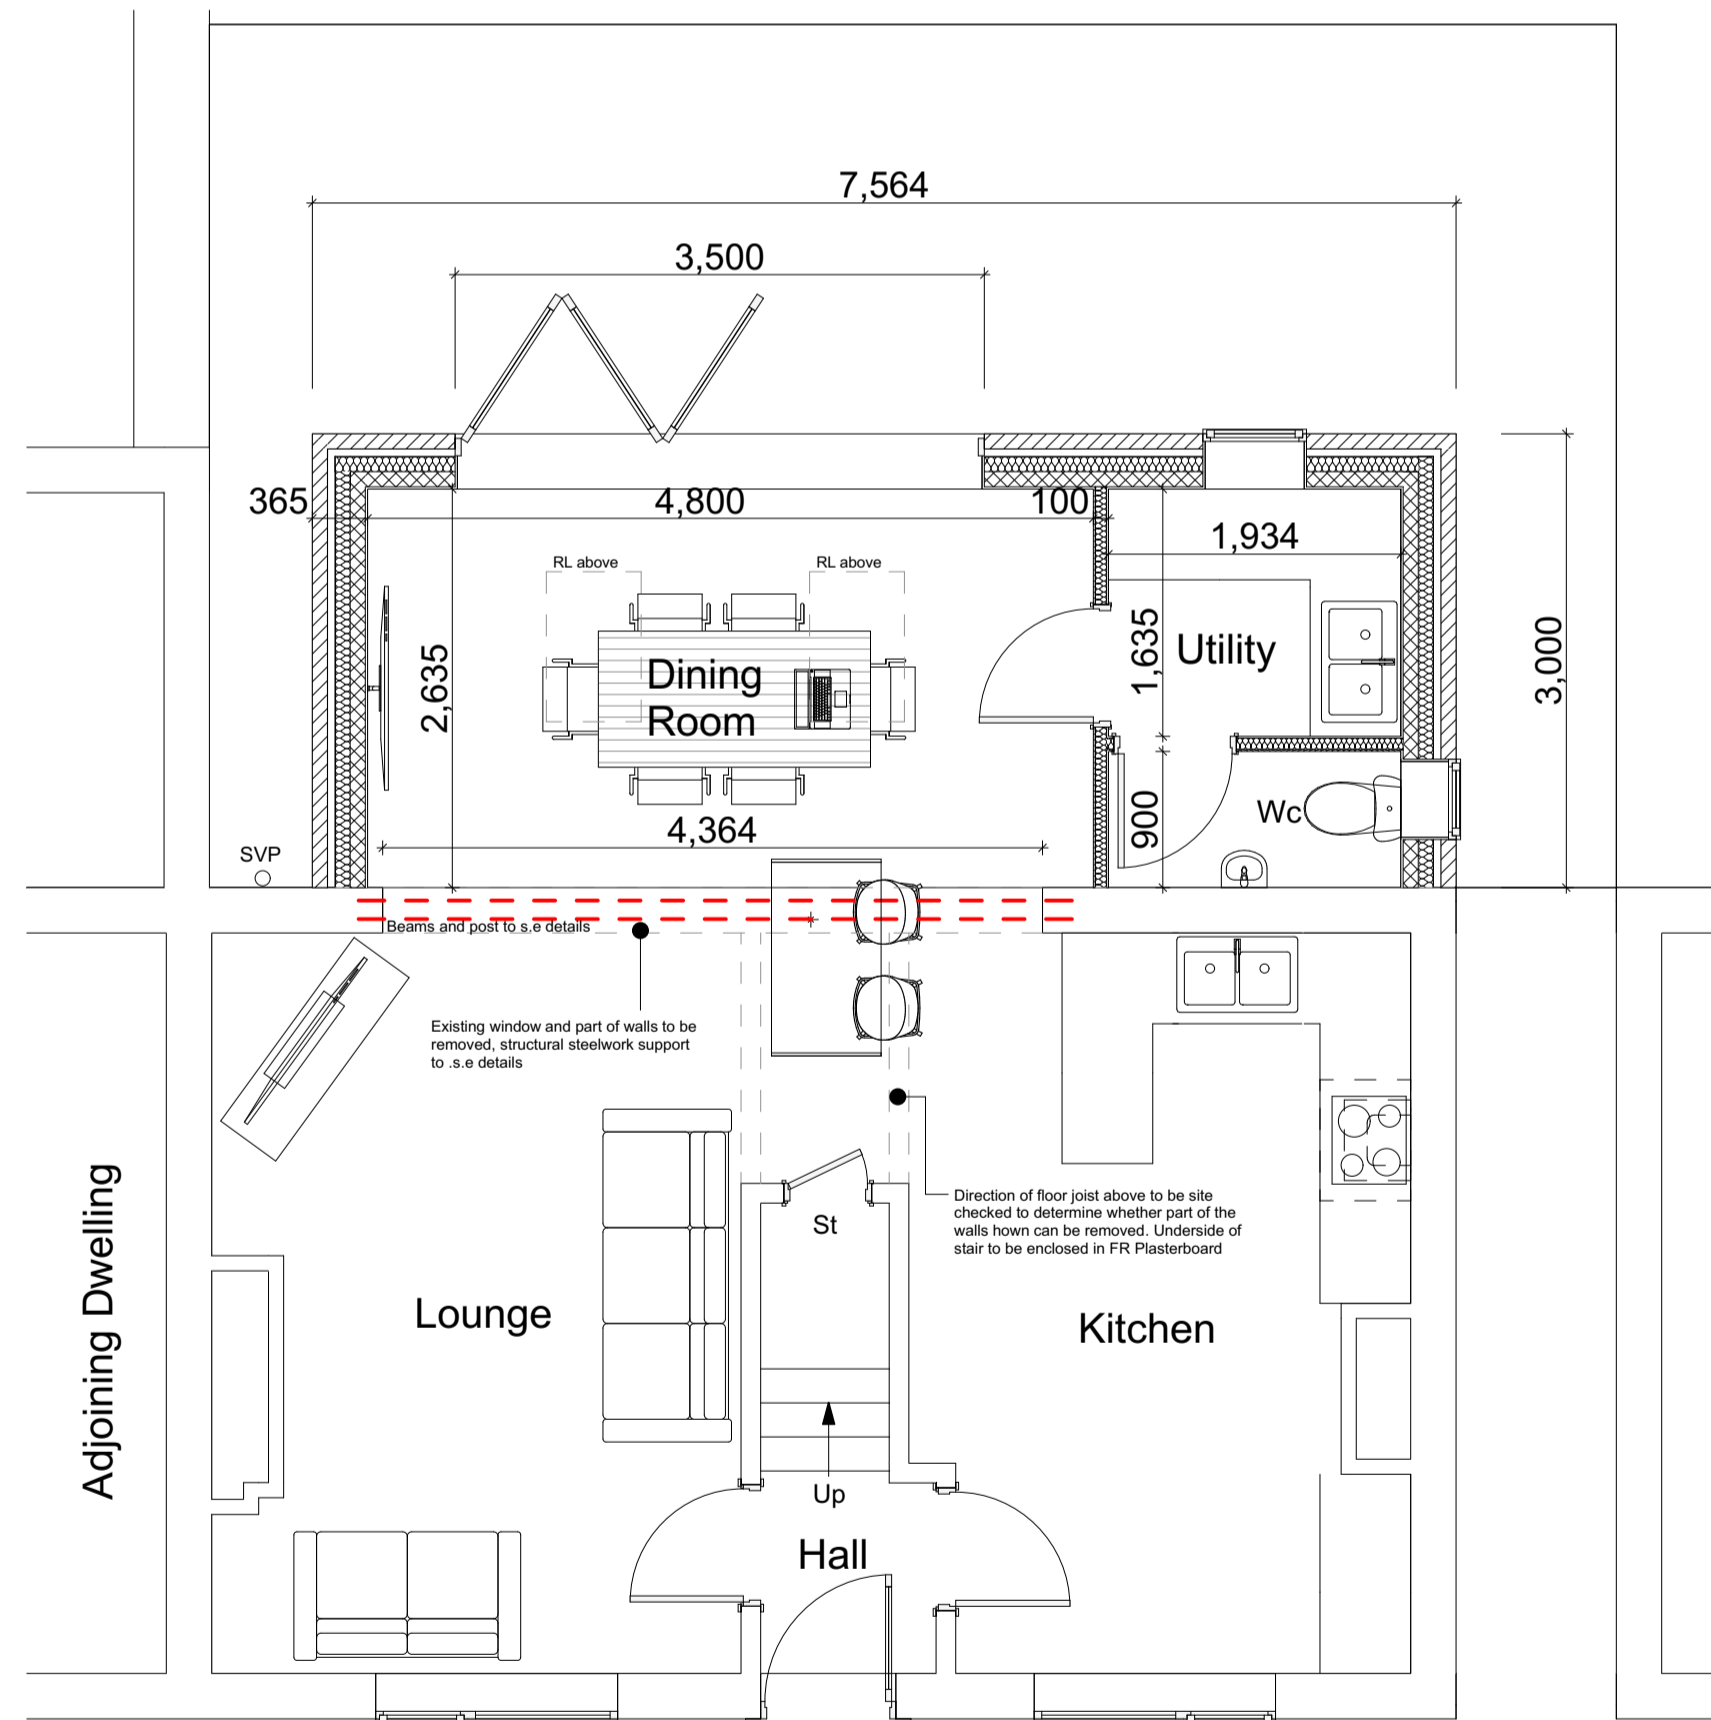 7,564
3,500
365
4,800
100
1,934
RL above
RL above
Dining
Room
2,635
1,635
Utility
3,000
4,364
900
Wc
SVP
Beams and post to s.e details
Existing window and part of walls to be
removed, structural steelwork support
to .s.e details
Direction of floor joist above to be site
checked to determine whether part of the
walls hown can be removed. Underside of
stair to be enclosed in FR Plasterboard
St
Adjoining Dwelling
Lounge
Kitchen
Up
Hall